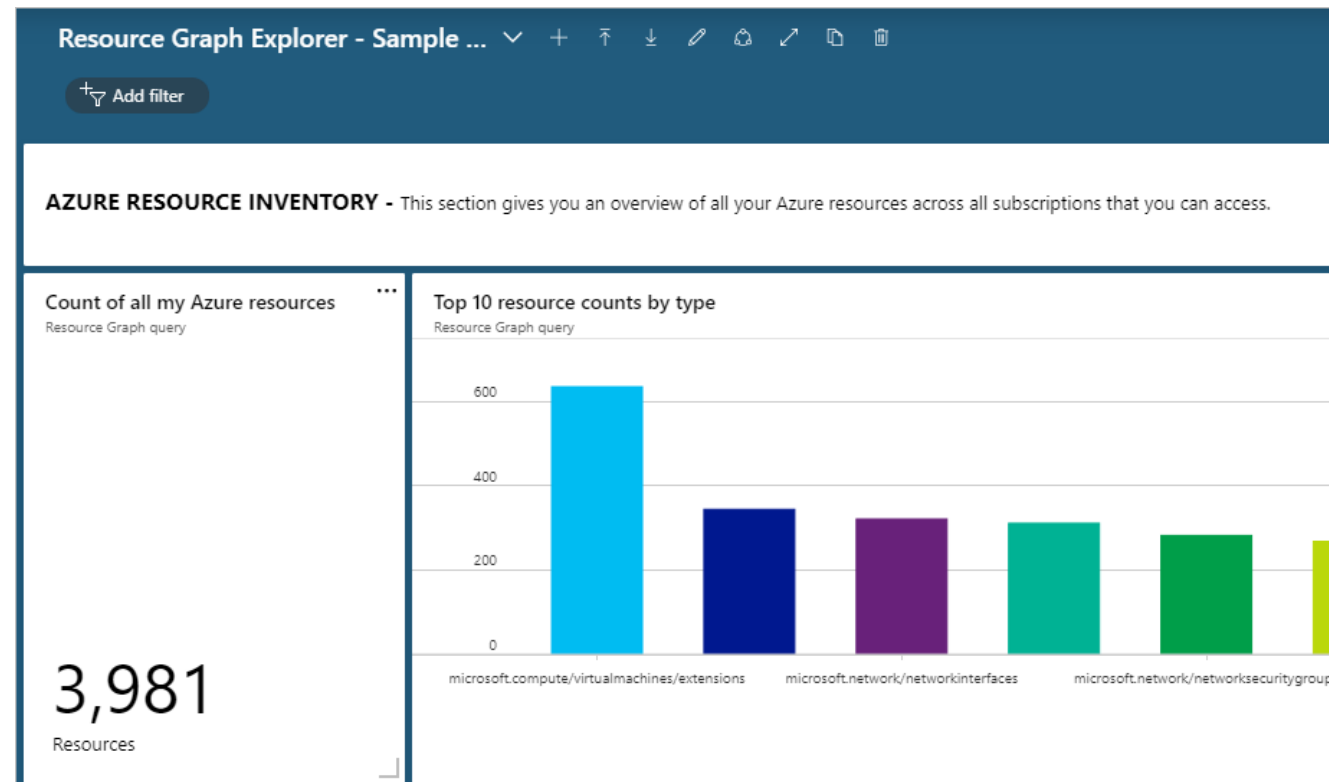 Resource Graph Explorer - Sample ...
Add filter
AZURE RESOURCE INVENTORY - This section gives you an overview of all your Azure resources across all subscriptions that you can access.
Count of all my Azure resources
Resource Graph query
3,981
Resources
Top 10 resource counts by type
Resource Graph query
600
400
200
0
microsoft.compute/virtualmachines/extensions
microsoft.network/networkinterfaces
microsoft.network/networksecuritygroup